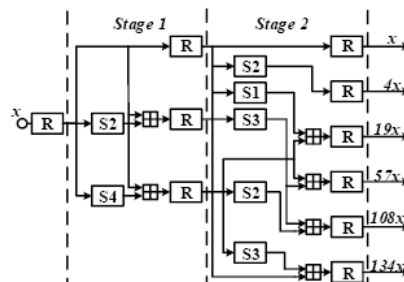 Stage 1 Stage 2
R R x
S2 R 4x
x S1
R S2 R S3 R 19x
R 57x
S4 R S2 R 108x
S3 R 134x